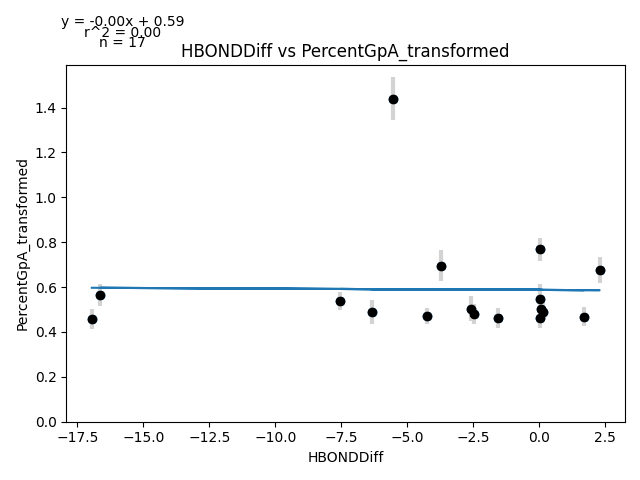 y = -0.00x + 0.59
r^2 = 0.00
n = 17
HBONDDiff vs PercentGpA_transformed
PercentGpA_transformed
1.4
1.2
1.0
0.8
0.6
0.4
0.2
0.0
−17.5 −15.0 −12.5 −10.0 −7.5 −5.0 −2.5 0.0 2.5
HBONDDiff